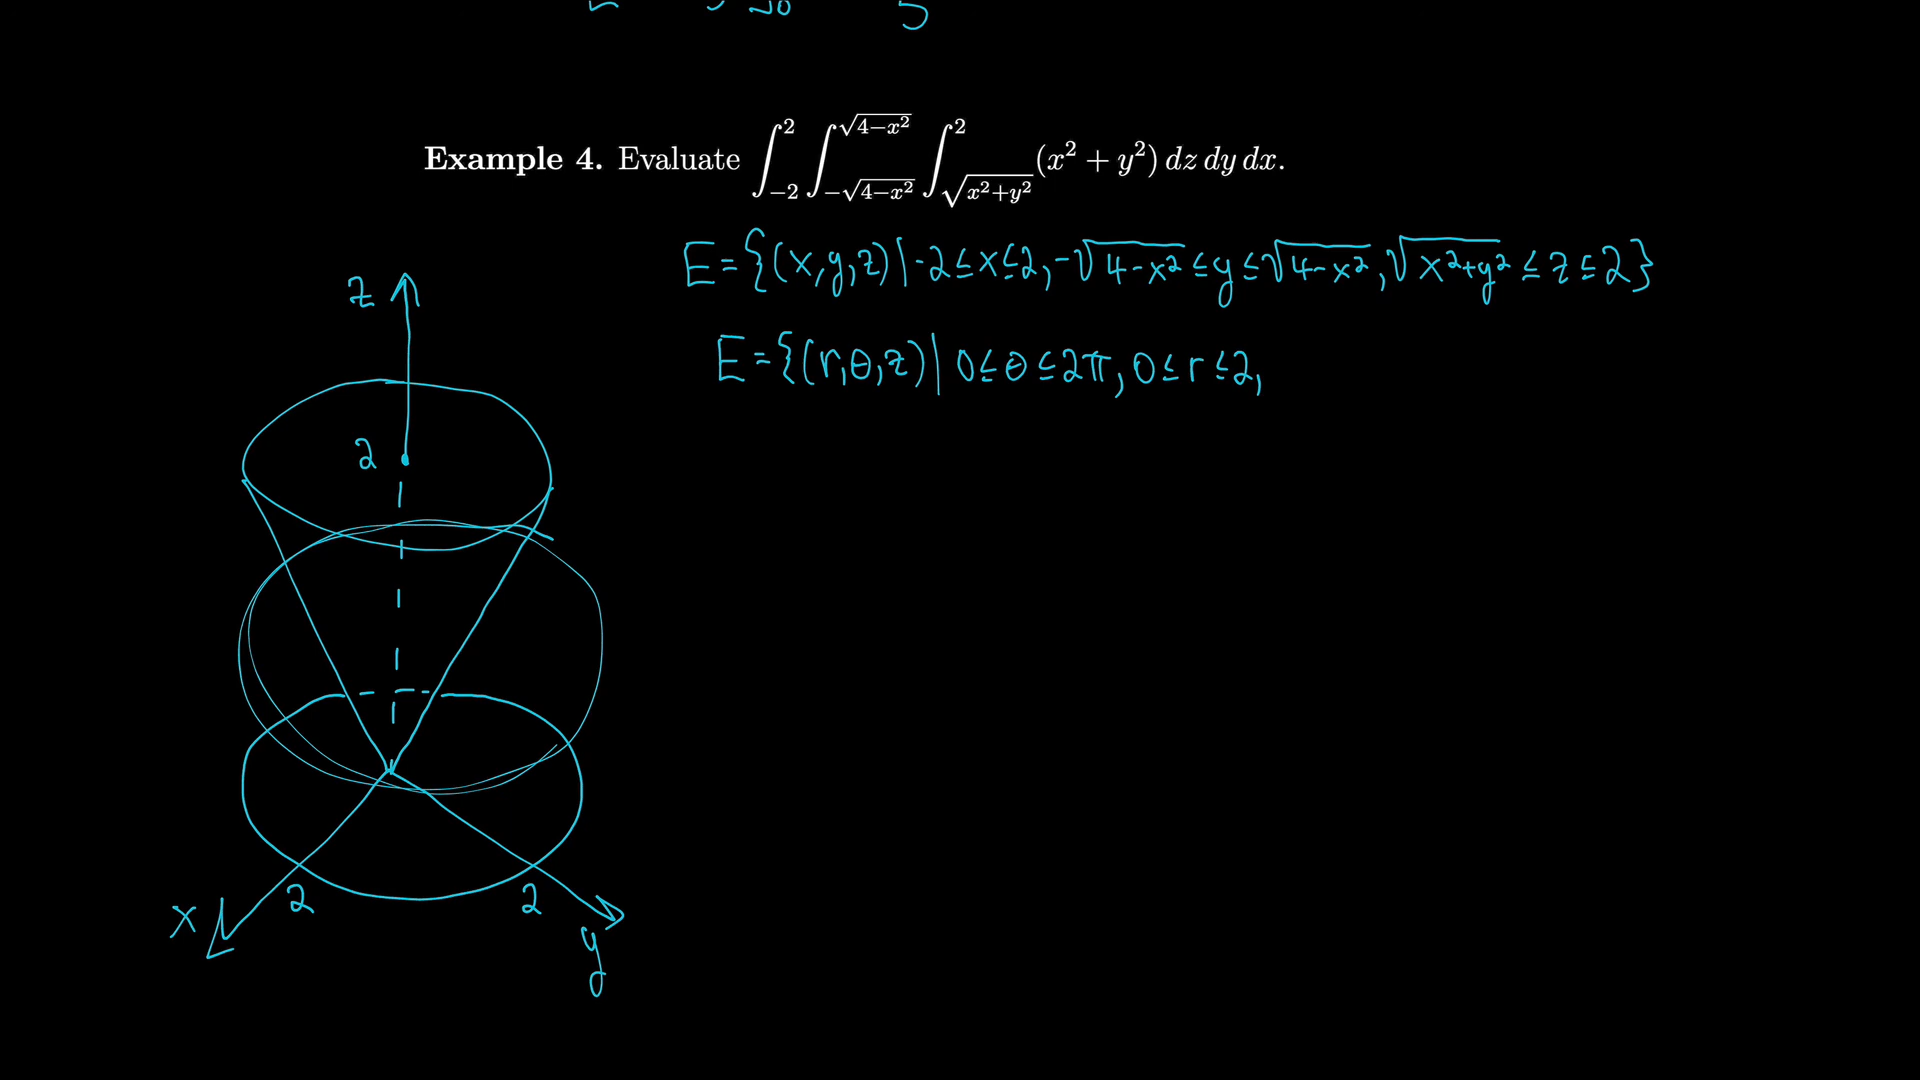 Example 4. Evaluate ∫_{-2}^{2} ∫_{-√(4-x²)}^{√(4-x²)} ∫_{√(x²+y²)}^{2} (x² + y²) dz dy dx.
E = {(x,y,z) | -2 ≤ x ≤ 2, -√(4-x²) ≤ y ≤ √(4-x²), √(x²+y²) ≤ z ≤ 2}
E = {(r,θ,z) | 0 ≤ θ ≤ 2π, 0 ≤ r ≤ 2,
z
2
2
2
x
y